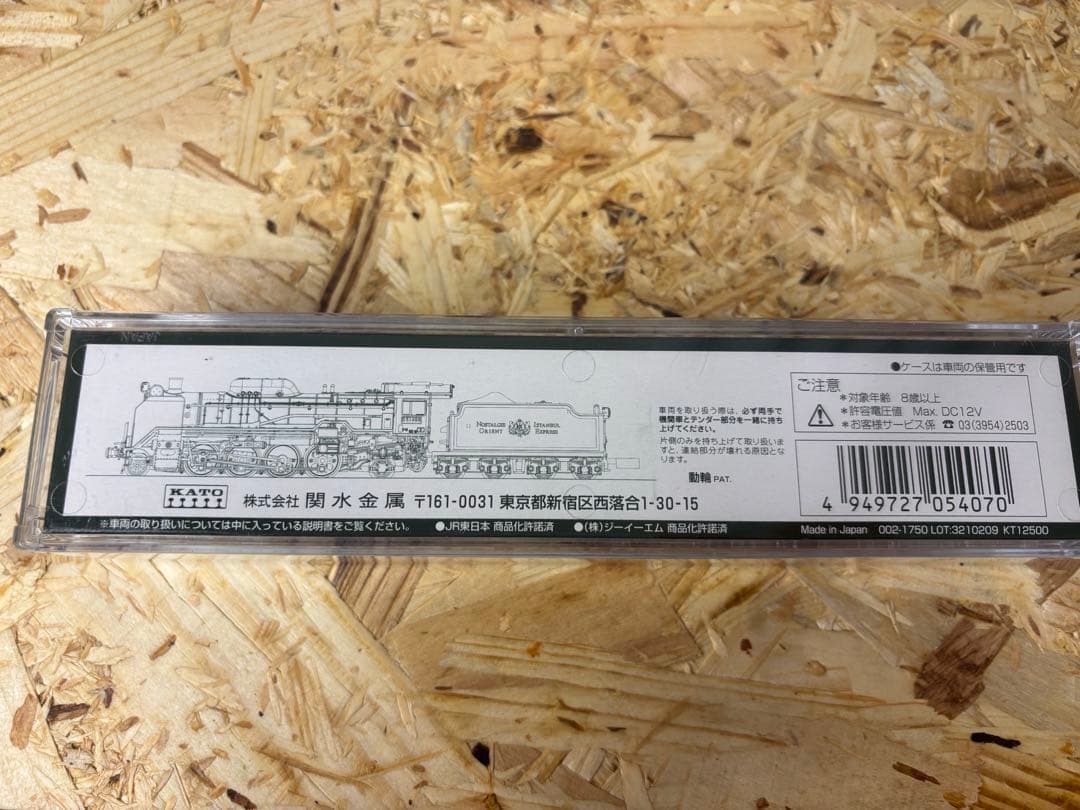 JAPAN
●ケースは車両の保管用です
NOSTALGIE ISTANBUL
ORIENT EXPRESS
車両を取り扱う際は、必ず両手で
機関車とテンダー部分を一緒に持ち
上げてください。
片側のみを持ち上げて取り扱いま
すと、連結部分が壊れる原因とな
ります。
動輪 PAT.
ご注意
*対象年齢 8歳以上
*許容電圧値 Max. DC12V
*お客様サービス係 ☎ 03(3954)2503
4 949727 054070
KATO
株式会社 関水金属 〒161-0031 東京都新宿区西落合1-30-15
※車両の取り扱いについては中に入っている説明書をご覧ください。 ●JR東日本 商品化許諾済 ●(株)ジーイーエム 商品化許諾済
Made in Japan 002-1750 LOT:3210209 KT12500